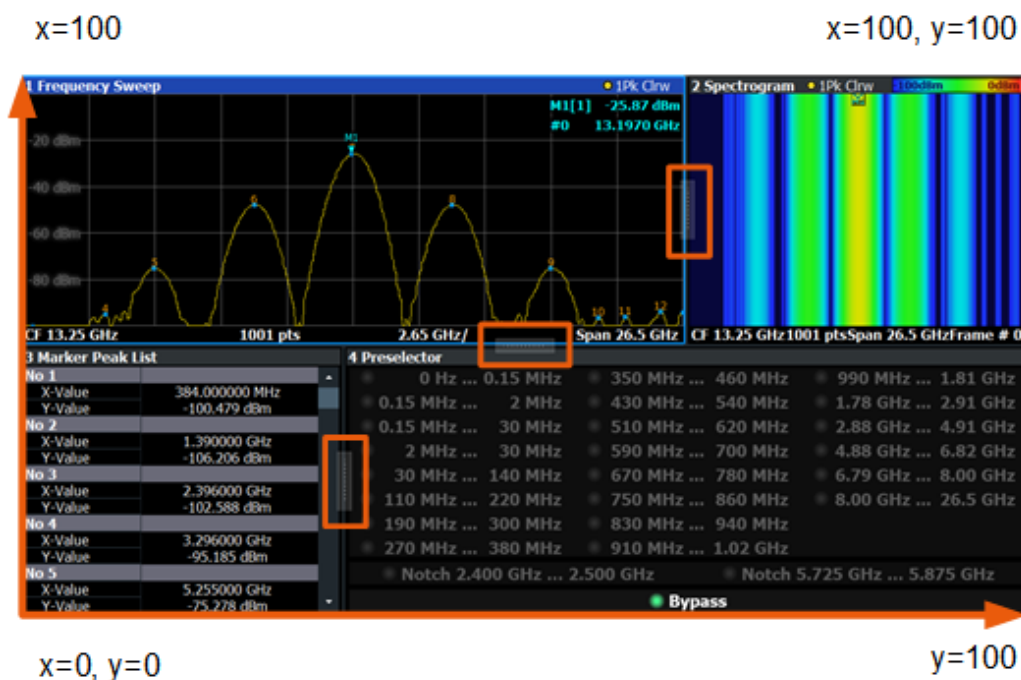 x=100
x=100, y=100
1 Frequency Sweep
1Pk Clrw
2 Spectrogram
1Pk Clrw
-100dBm
0dBm
M1[1] -25.87 dBm
#0 13.1970 GHz
M1
-20 dBm
-40 dBm
6
8
-60 dBm
5
9
-80 dBm
4
10
11
12
CF 13.25 GHz
1001 pts
2.65 GHz/
Span 26.5 GHz
CF 13.25 GHz 1001 ptsSpan 26.5 GHzFrame # 0
3 Marker Peak List
4 Preselector
No 1
X-Value 384.000000 MHz
Y-Value -100.479 dBm
No 2
X-Value 1.390000 GHz
Y-Value -106.206 dBm
No 3
X-Value 2.396000 GHz
Y-Value -102.588 dBm
No 4
X-Value 3.296000 GHz
Y-Value -95.185 dBm
No 5
X-Value 5.255000 GHz
Y-Value -75.278 dBm
0 Hz ... 0.15 MHz 350 MHz ... 460 MHz 990 MHz ... 1.81 GHz
0.15 MHz ... 2 MHz 430 MHz ... 540 MHz 1.78 GHz ... 2.91 GHz
0.15 MHz ... 30 MHz 510 MHz ... 620 MHz 2.88 GHz ... 4.91 GHz
2 MHz ... 30 MHz 590 MHz ... 700 MHz 4.88 GHz ... 6.82 GHz
30 MHz ... 140 MHz 670 MHz ... 780 MHz 6.79 GHz ... 8.00 GHz
110 MHz ... 220 MHz 750 MHz ... 860 MHz 8.00 GHz ... 26.5 GHz
190 MHz ... 300 MHz 830 MHz ... 940 MHz
270 MHz ... 380 MHz 910 MHz ... 1.02 GHz
Notch 2.400 GHz ... 2.500 GHz Notch 5.725 GHz ... 5.875 GHz
Bypass
x=0, y=0
y=100